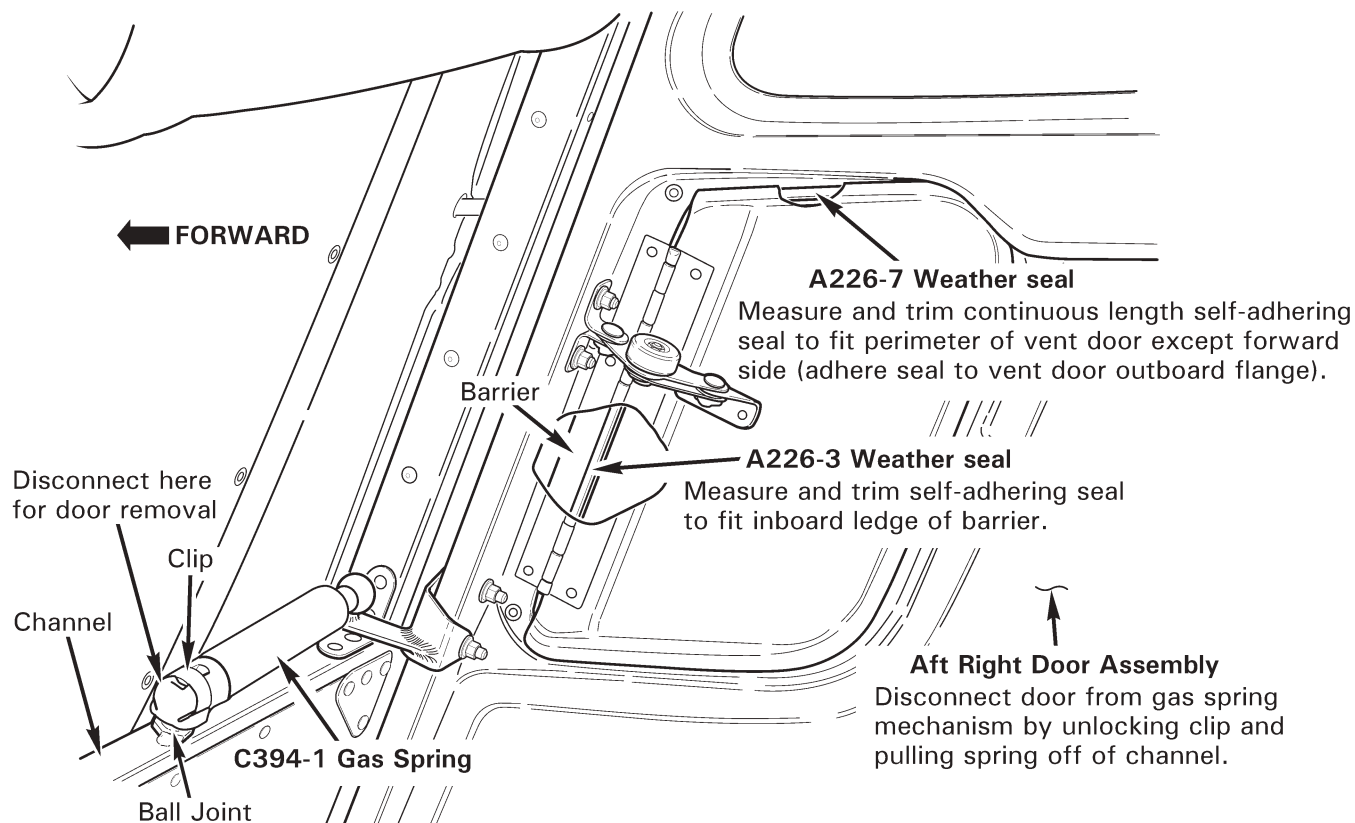 FORWARD
A226-7 Weather seal
Measure and trim continuous length self-adhering
seal to fit perimeter of vent door except forward
side (adhere seal to vent door outboard flange).
Barrier
A226-3 Weather seal
Measure and trim self-adhering seal
to fit inboard ledge of barrier.
Disconnect here
for door removal
Clip
Channel
Aft Right Door Assembly
Disconnect door from gas spring
mechanism by unlocking clip and
pulling spring off of channel.
C394-1 Gas Spring
Ball Joint